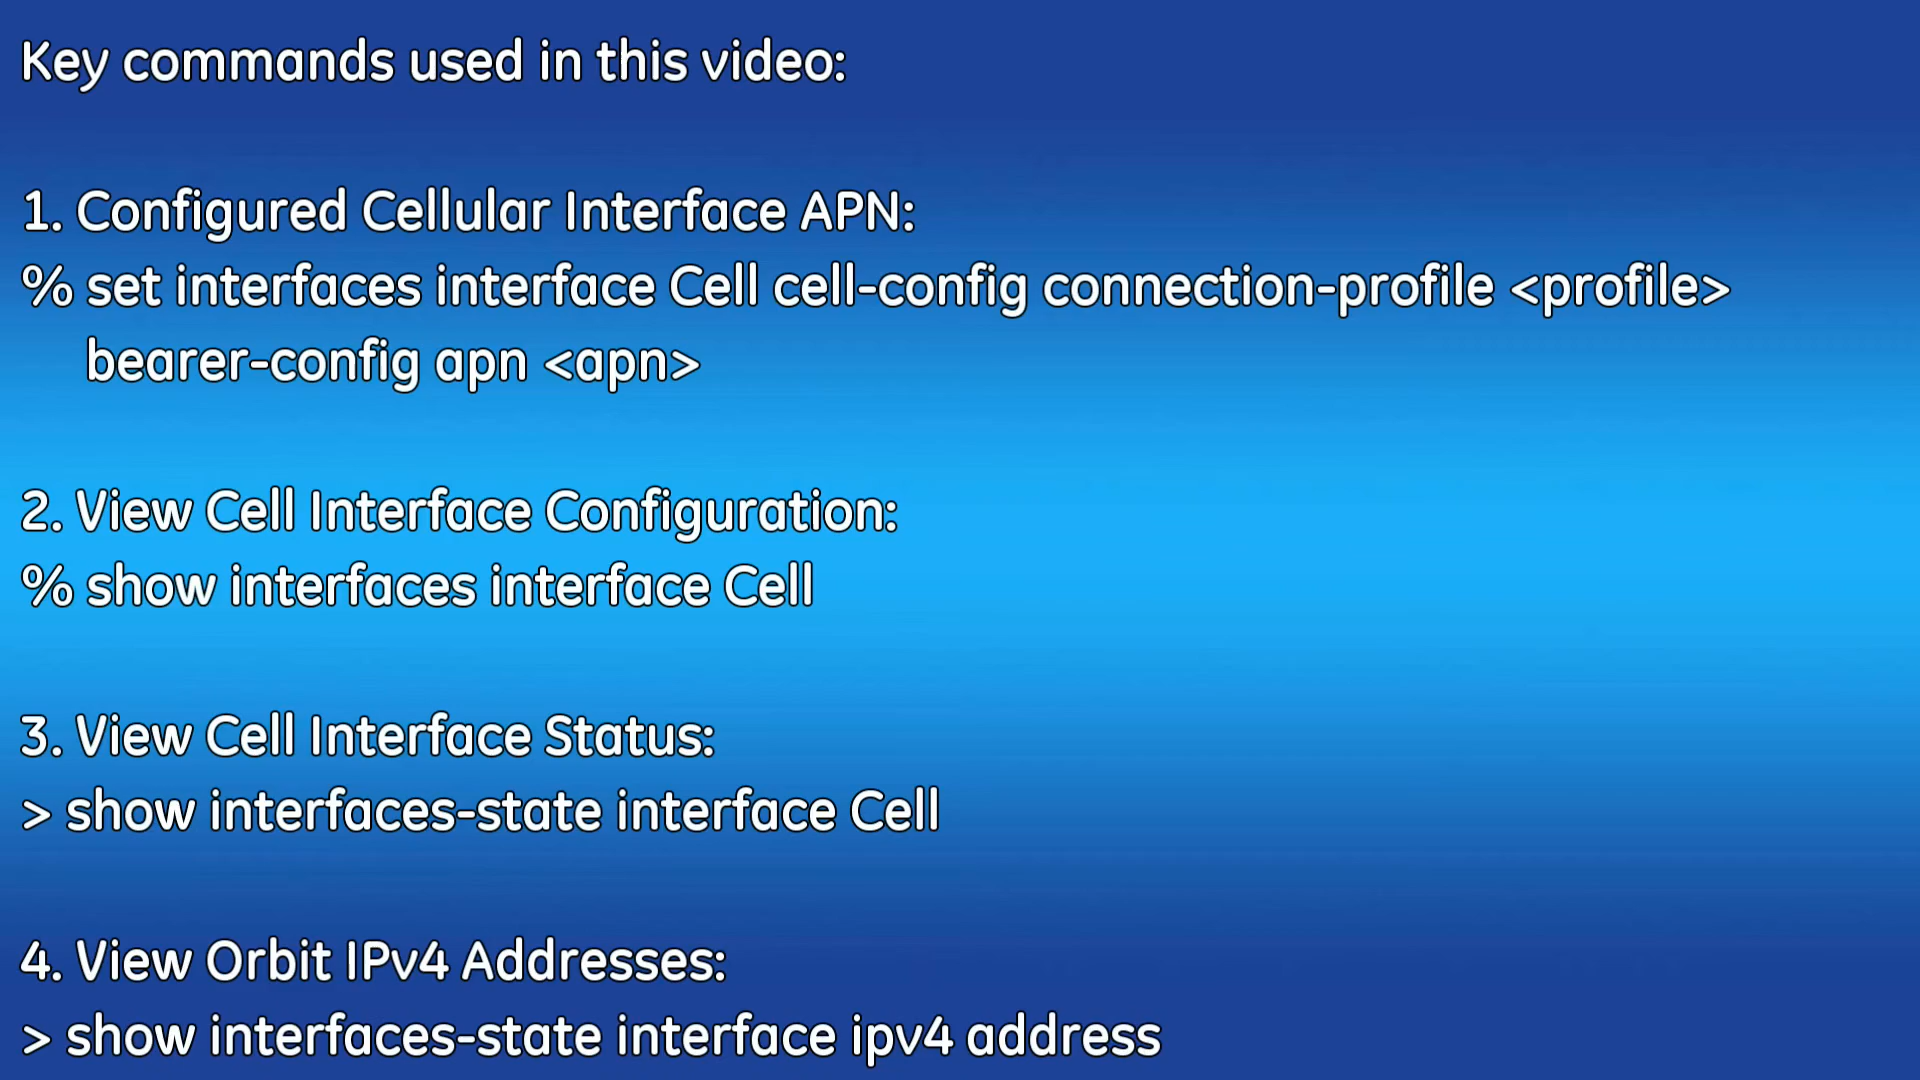 Key commands used in this video:
1. Configured Cellular Interface APN:
% set interfaces interface Cell cell-config connection-profile <profile>
bearer-config apn <apn>
2. View Cell Interface Configuration:
% show interfaces interface Cell
3. View Cell Interface Status:
> show interfaces-state interface Cell
4. View Orbit IPv4 Addresses:
> show interfaces-state interface ipv4 address